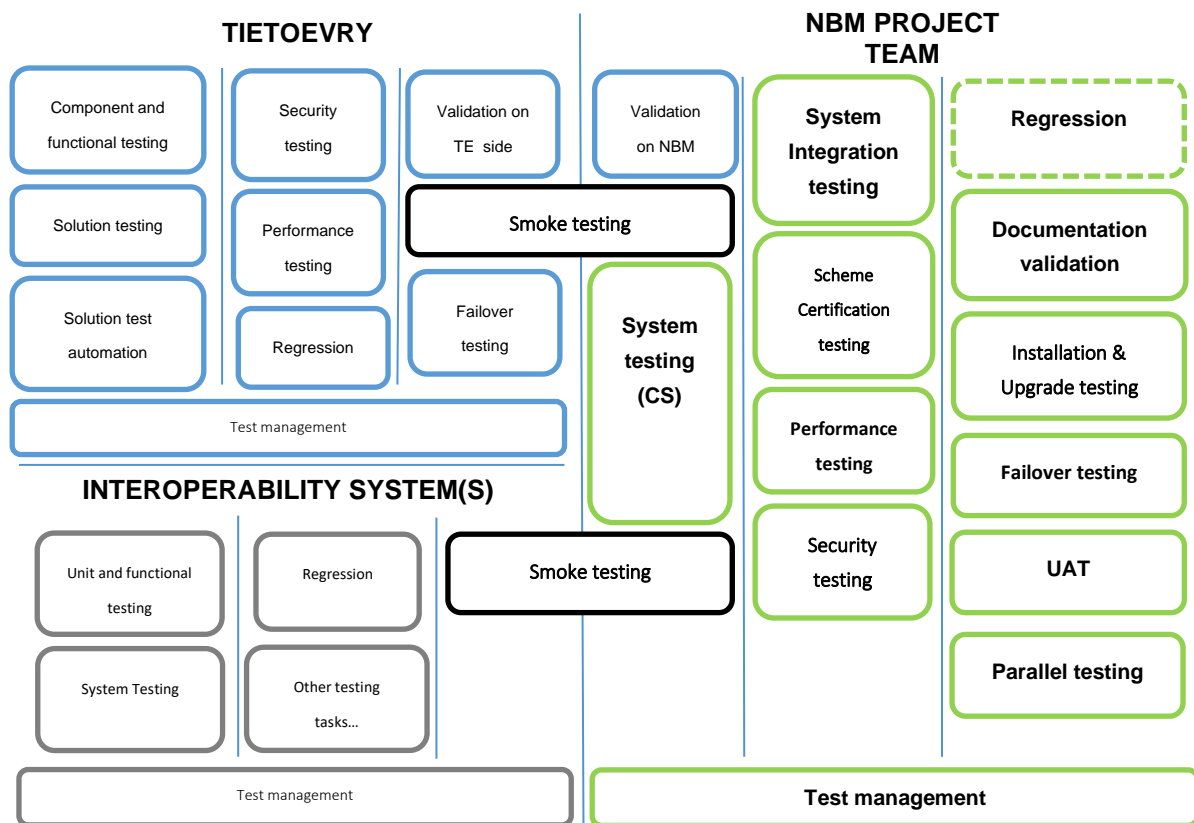 TIETOEVRY
Component and
functional testing
Solution testing
Solution test
automation
Security
testing
Performance
testing
Regression
Validation on
TE side
Smoke testing
Failover
testing
Test management
NBM PROJECT
TEAM
Validation
on NBM
System
testing
(CS)
System
Integration
testing
Scheme
Certification
testing
Performance
testing
Security
testing
Regression
Documentation
validation
Installation &
Upgrade testing
Failover testing
UAT
Parallel testing
Test management
INTEROPERABILITY SYSTEM(S)
Unit and functional
testing
System Testing
Regression
Other testing
tasks…
Smoke testing
Test management